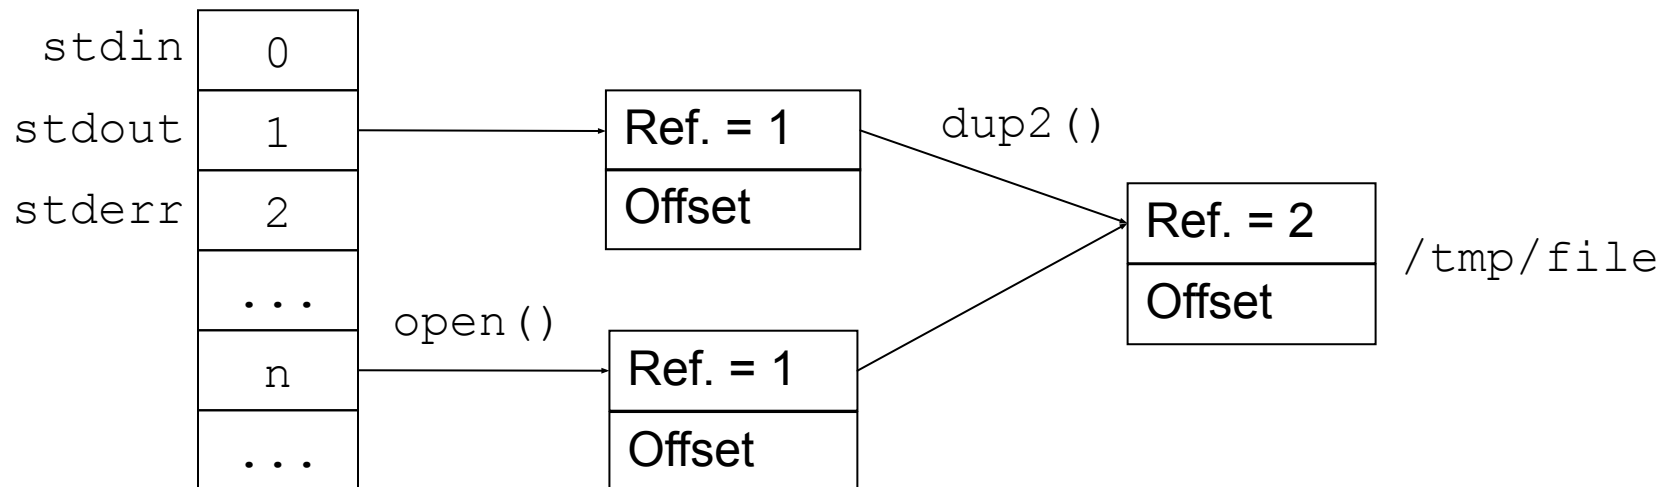 stdin
0
stdout
1
Ref. = 1
dup2()
stderr
2
Offset
Ref. = 2
/tmp/file
...
open()
Offset
n
Ref. = 1
...
Offset